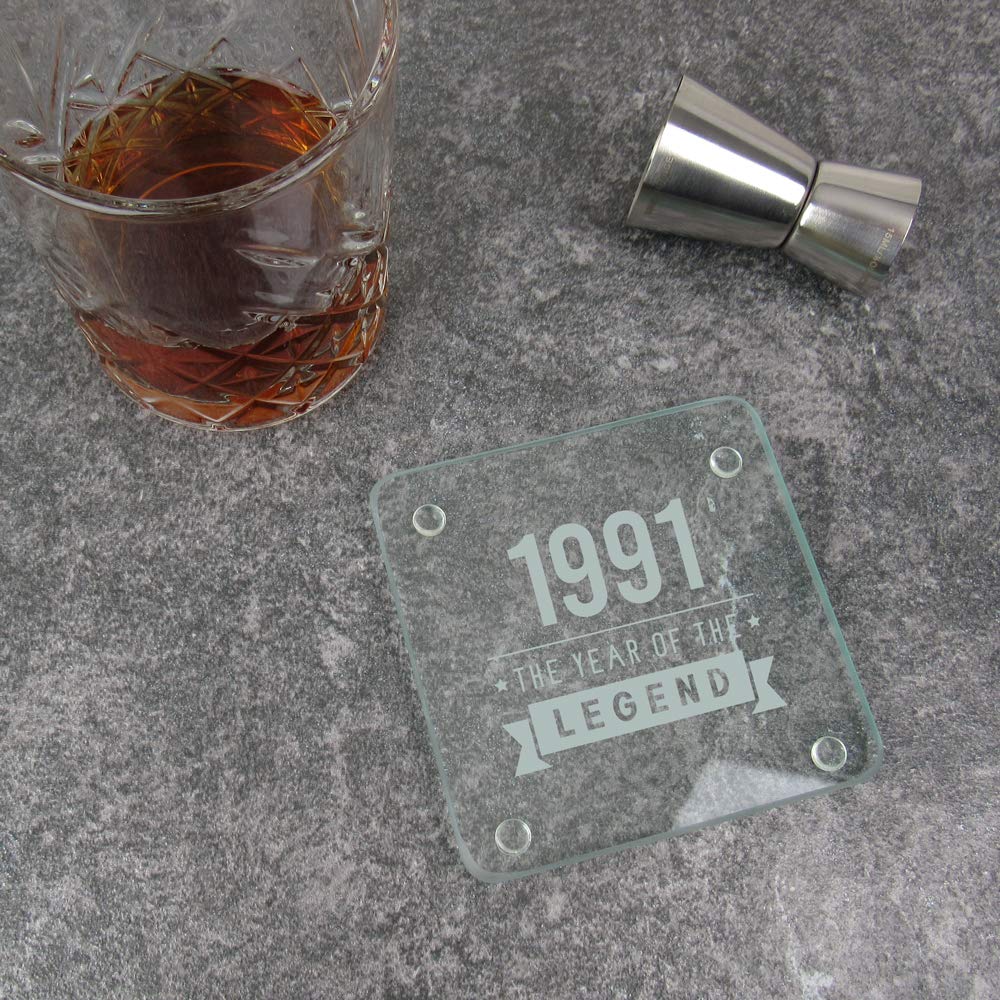 1991
THE YEAR OF THE
LEGEND